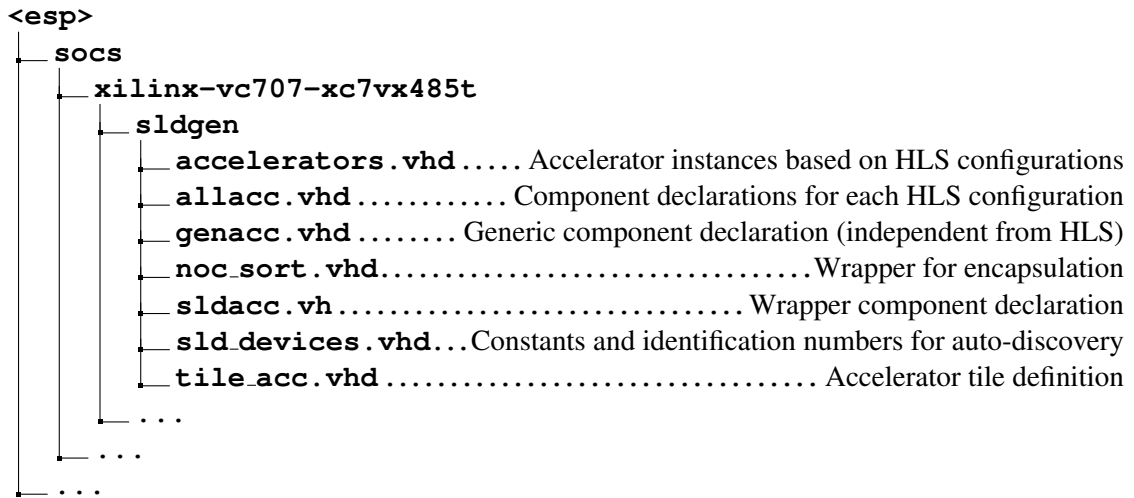 <esp>
socs
xilinx-vc707-xc7vx485t
sldgen
accelerators.vhd ..... Accelerator instances based on HLS configurations
allacc.vhd ............ Component declarations for each HLS configuration
genacc.vhd ........ Generic component declaration (independent from HLS)
noc_sort.vhd.................................Wrapper for encapsulation
sldacc.vh ............................... Wrapper component declaration
sld_devices.vhd...Constants and identification numbers for auto-discovery
tile_acc.vhd ................................. Accelerator tile definition
...
...
...